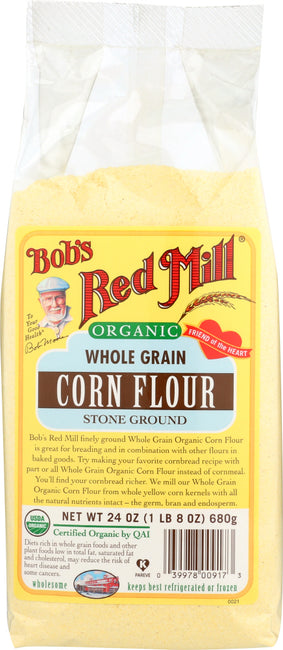 Bob's
Red Mill®
To
Your
Good
Health
Bob Moore
ORGANIC
FRIEND of the HEART
WHOLE GRAIN
CORN FLOUR
STONE GROUND
Bob's Red Mill finely ground Whole Grain Organic Corn Flour
is great for breading and in combination with other flours in
baked goods. Try making your favorite cornbread recipe with
part or all Whole Grain Organic Corn Flour instead of cornmeal.
You'll find your cornbread richer. We mill our Whole Grain
Organic Corn Flour from whole yellow corn kernels with all
the natural nutrients intact — the germ, bran and endosperm.
NET WT 24 OZ (1 LB 8 OZ) 680g
USDA
ORGANIC
Certified Organic by QAI
Diets rich in whole grain foods and other
plant foods low in total fat, saturated fat
and cholesterol, may reduce the risk of
heart disease and
some cancers.
K
PAREVE
0 39978 00917 3
wholesome
keeps best refrigerated or frozen
0021